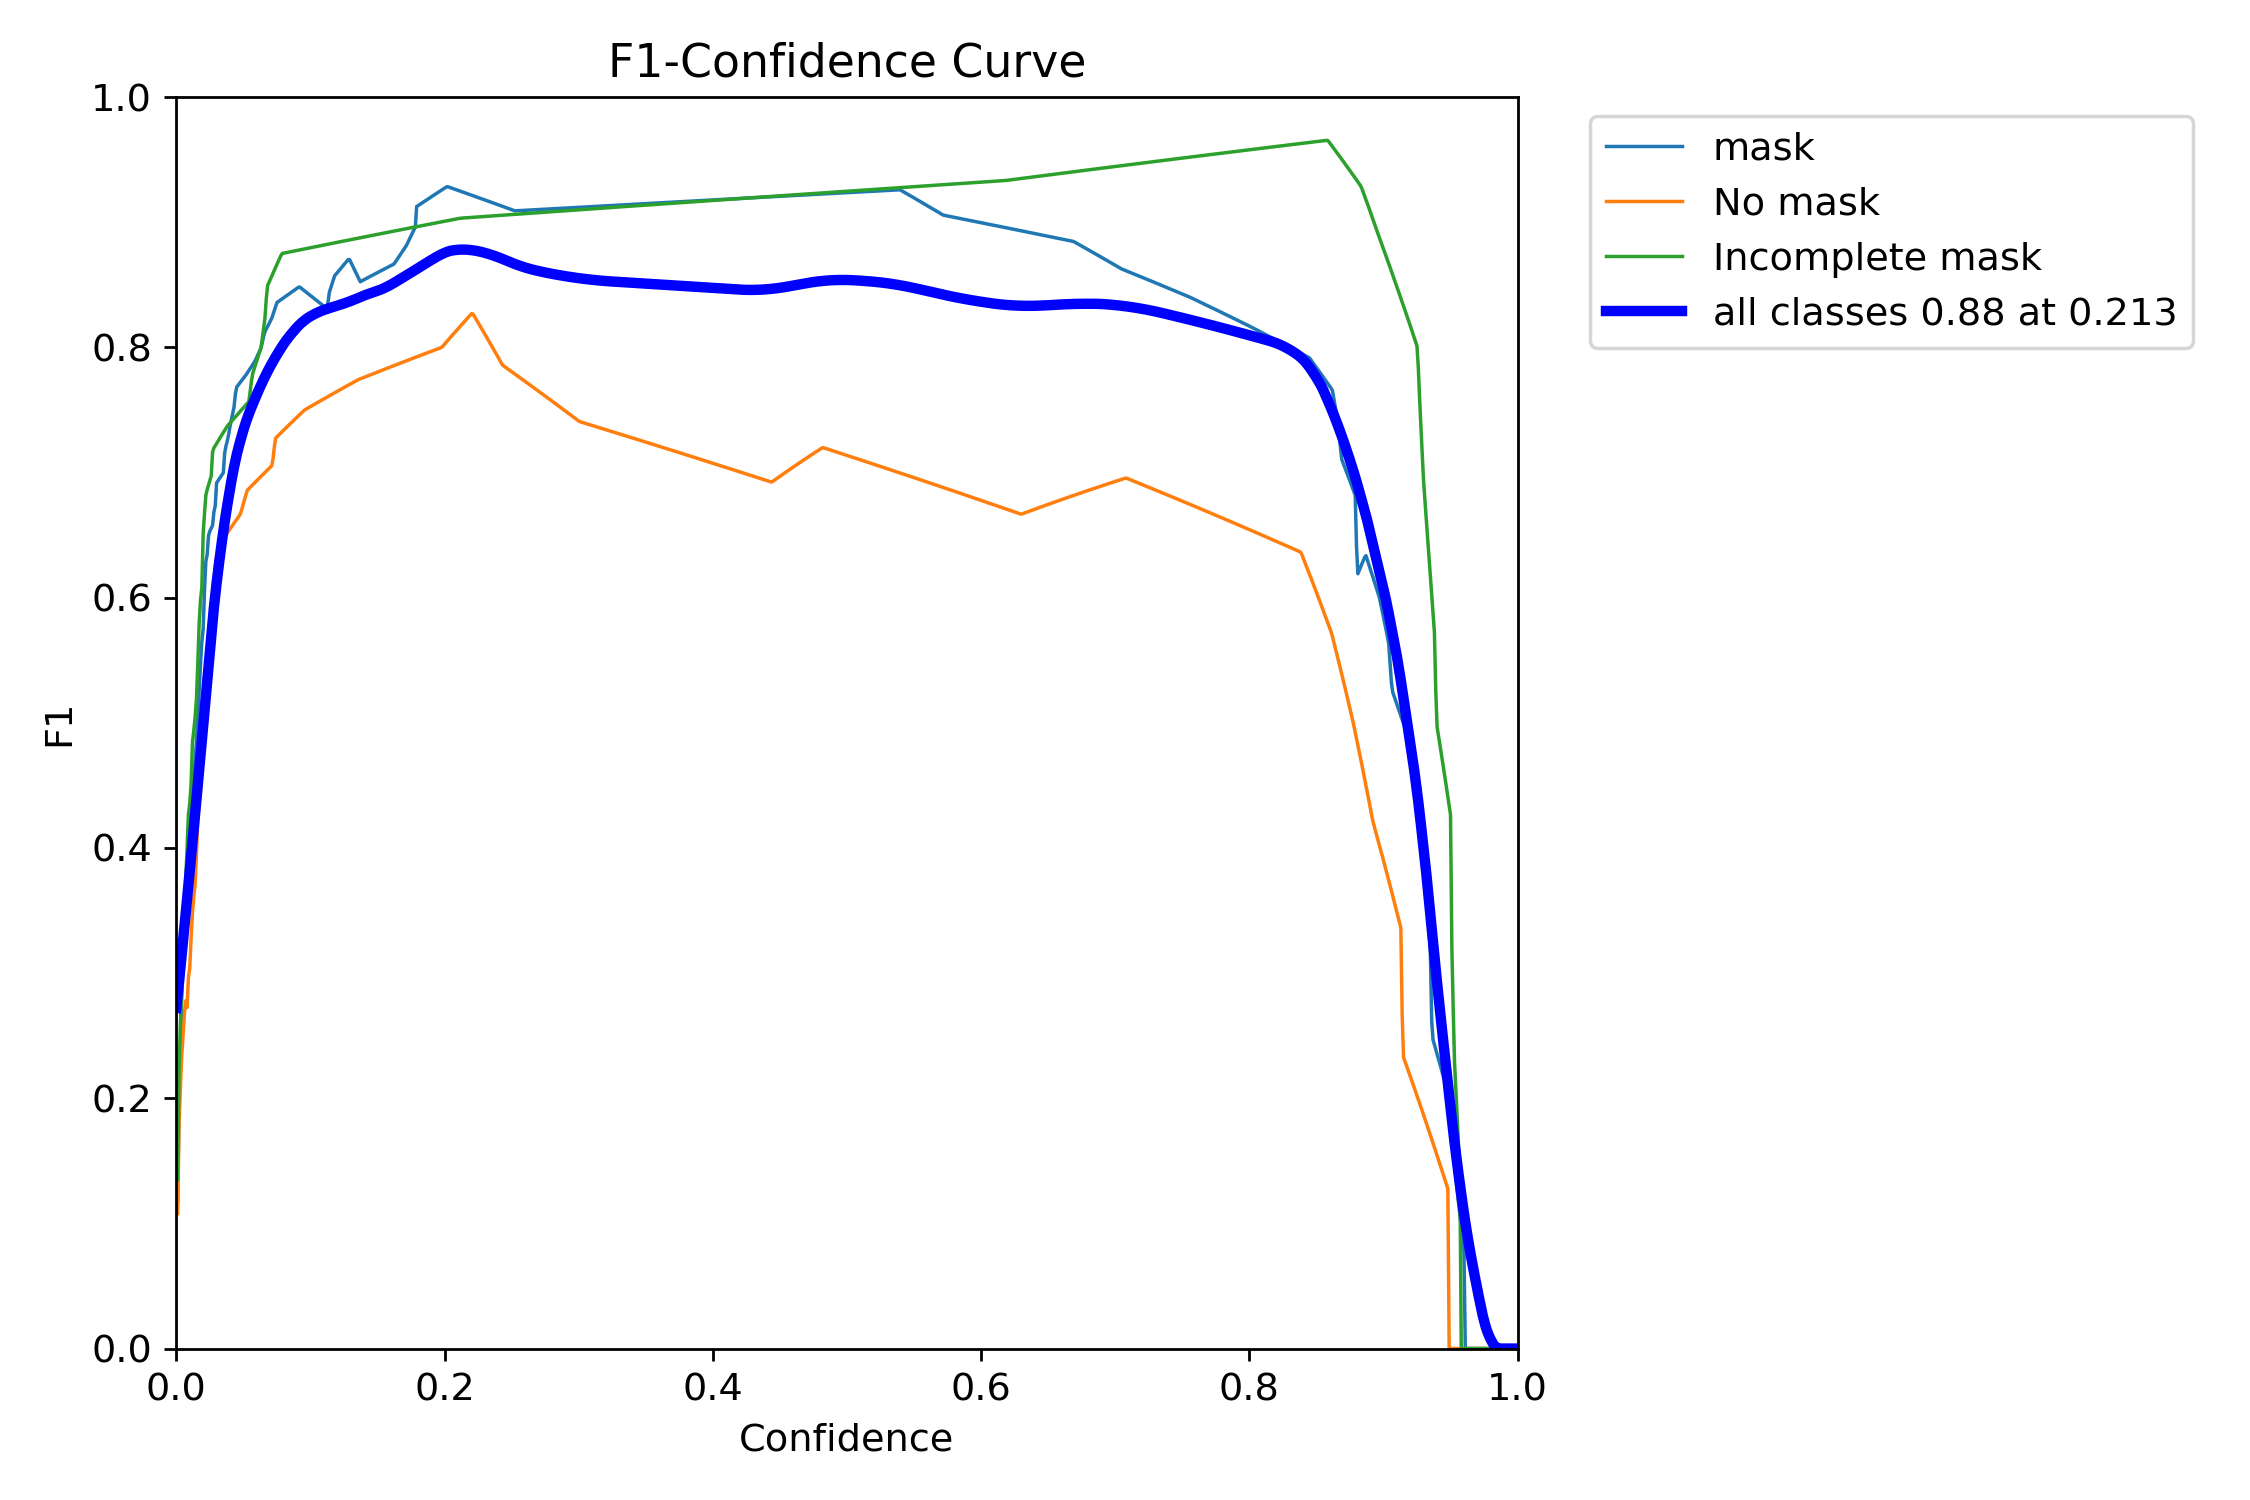 F1-Confidence Curve
1.0
0.8
0.6
0.4
0.2
0.0
F1
0.0 0.2 0.4 0.6 0.8 1.0
Confidence
mask
No mask
Incomplete mask
all classes 0.88 at 0.213